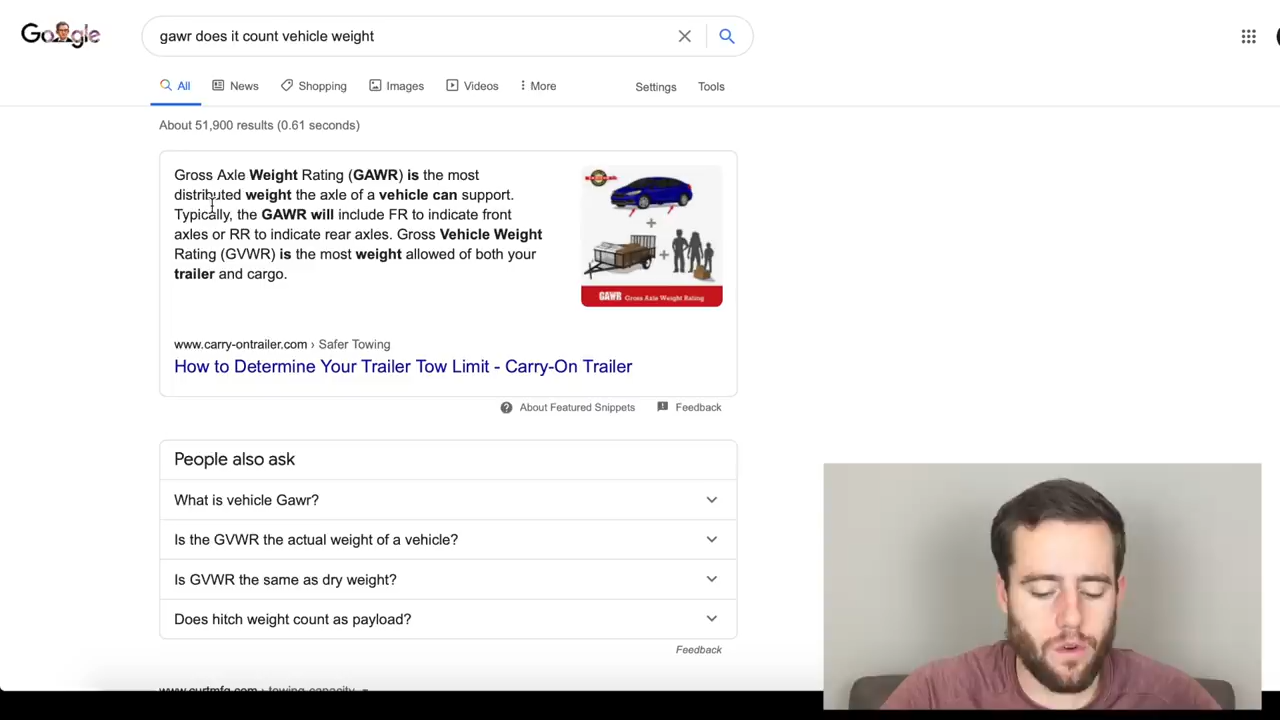 Google
gawr does it count vehicle weight
All News Shopping Images Videos More Settings Tools
About 51,900 results (0.61 seconds)
Gross Axle Weight Rating (GAWR) is the most
distributed weight the axle of a vehicle can support.
Typically, the GAWR will include FR to indicate front
axles or RR to indicate rear axles. Gross Vehicle Weight
Rating (GVWR) is the most weight allowed of both your
trailer and cargo.
GAWR Gross Axle Weight Rating
www.carry-ontrailer.com › Safer Towing
How to Determine Your Trailer Tow Limit - Carry-On Trailer
About Featured Snippets Feedback
People also ask
What is vehicle Gawr?
Is the GVWR the actual weight of a vehicle?
Is GVWR the same as dry weight?
Does hitch weight count as payload?
Feedback
www.curtmfg.com › towing-capacity